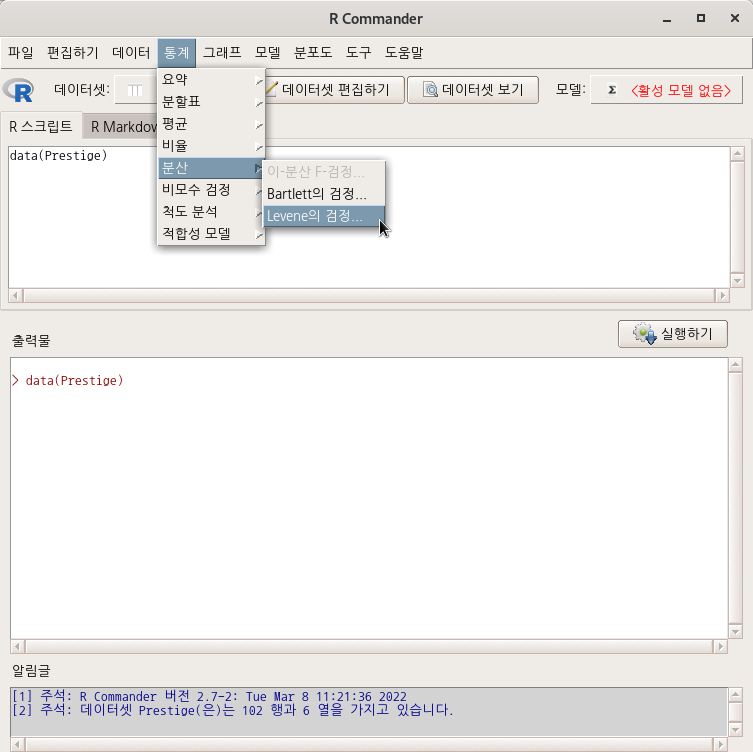 R Commander
파일 편집하기 데이터 통계 그래프 모델 분포도 도구 도움말
데이터셋: 데이터셋 편집하기 데이터셋 보기 모델: Σ <활성 모델 없음>
R 스크립트 R Markdow
data(Prestige)
요약
분할표
평균
비율
분산
비모수 검정
척도 분석
적합성 모델
이-분산 F-검정...
Bartlett의 검정...
Levene의 검정...
실행하기
출력물
> data(Prestige)
알림글
[1] 주석: R Commander 버전 2.7-2: Tue Mar 8 11:21:36 2022
[2] 주석: 데이터셋 Prestige(은)는 102 행과 6 열을 가지고 있습니다.